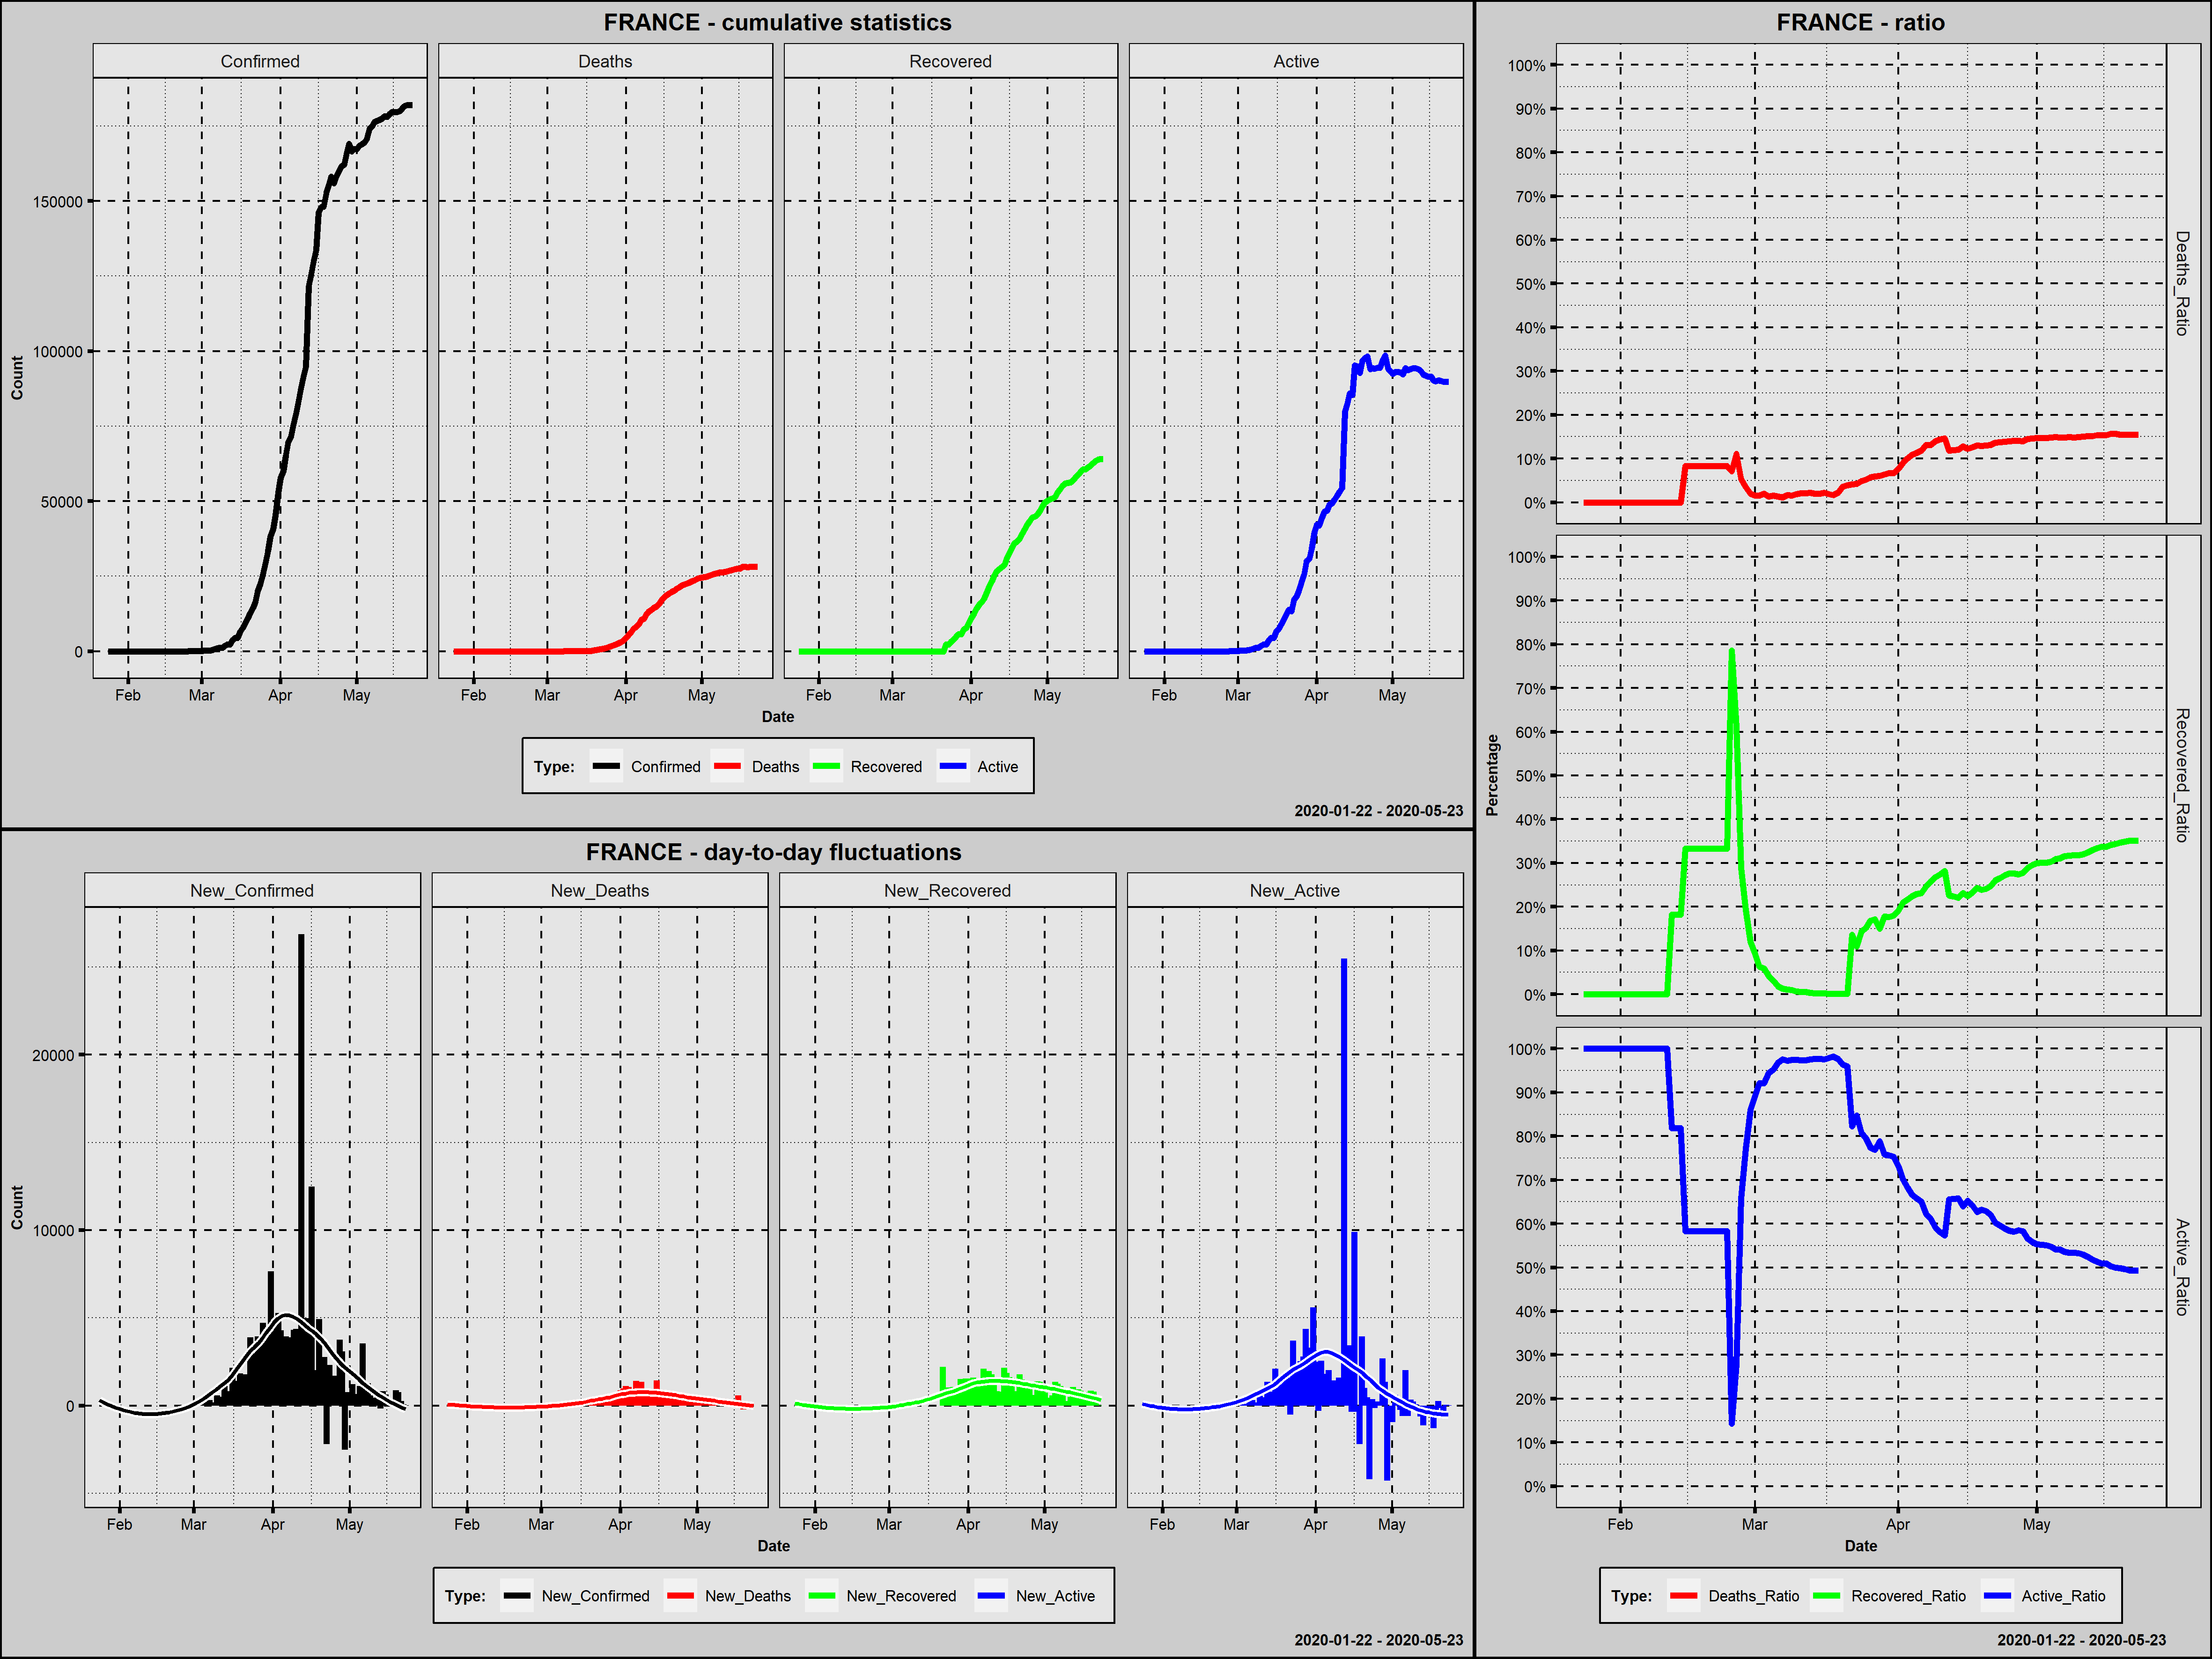 FRANCE - cumulative statistics
Confirmed Deaths Recovered Active
150000
100000
50000
0
Count
Feb Mar Apr May Feb Mar Apr May Feb Mar Apr May Feb Mar Apr May
Date
Type: Confirmed Deaths Recovered Active
2020-01-22 - 2020-05-23
FRANCE - day-to-day fluctuations
New_Confirmed New_Deaths New_Recovered New_Active
20000
10000
0
Count
Feb Mar Apr May Feb Mar Apr May Feb Mar Apr May Feb Mar Apr May
Date
Type: New_Confirmed New_Deaths New_Recovered New_Active
2020-01-22 - 2020-05-23
FRANCE - ratio
100%
90%
80%
70%
60%
50%
40%
30%
20%
10%
0%
Deaths_Ratio
100%
90%
80%
70%
60%
50%
40%
30%
20%
10%
0%
Recovered_Ratio
Percentage
100%
90%
80%
70%
60%
50%
40%
30%
20%
10%
0%
Active_Ratio
Feb Mar Apr May
Date
Type: Deaths_Ratio Recovered_Ratio Active_Ratio
2020-01-22 - 2020-05-23